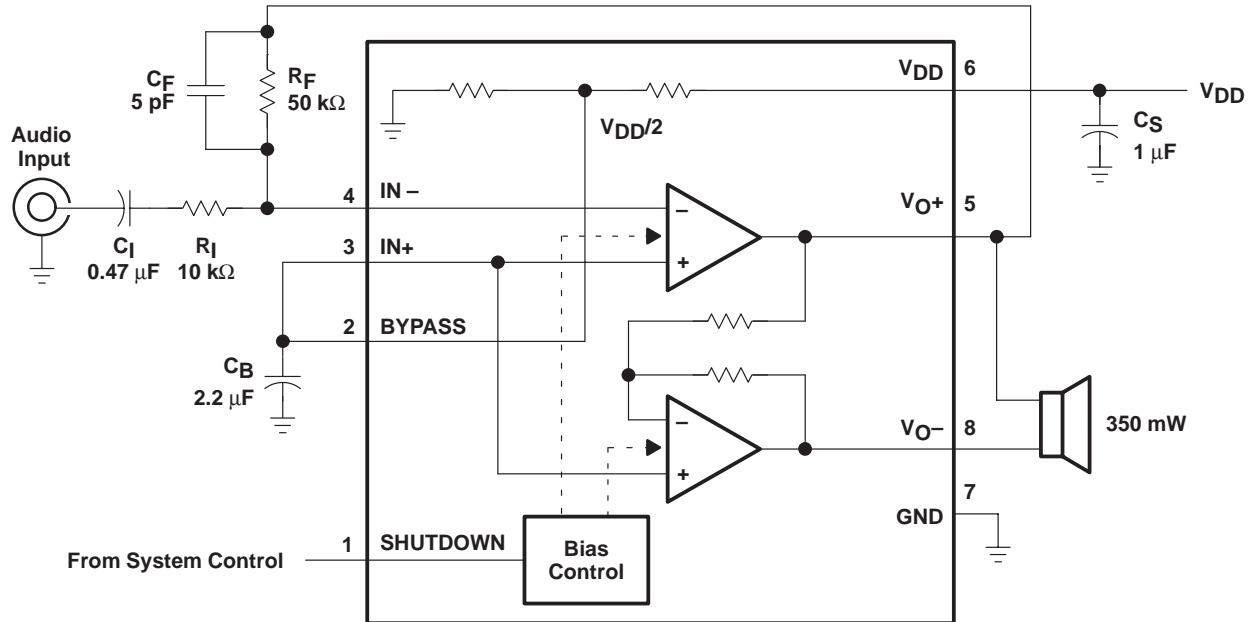 CF
5 pF
RF
50 kΩ
Audio
Input
CI
0.47 μF
RI
10 kΩ
CB
2.2 μF
4
IN –
3
IN+
2
BYPASS
1
SHUTDOWN
From System Control
VDD/2
VDD
6
VDD
CS
1 μF
–
+
VO+
5
–
+
VO–
8
350 mW
7
GND
Bias
Control